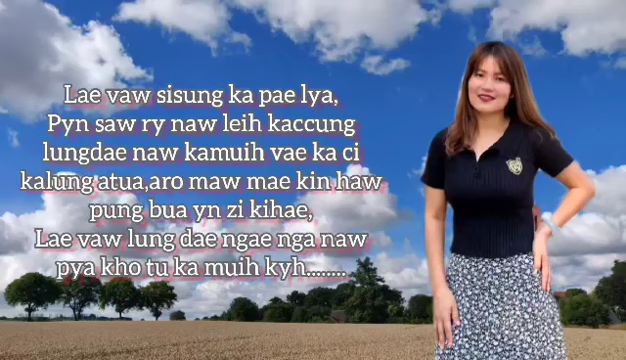 Lae vaw sisung ka pae lya,
Pyn saw ry naw leih kaccung
lungdae naw kamuih vae ka ci
kalung atua,aro maw mae kin haw
pung bua yn zi kihae,
Lae vaw lung dae ngae nga naw
pya kho tu ka muih kyh........